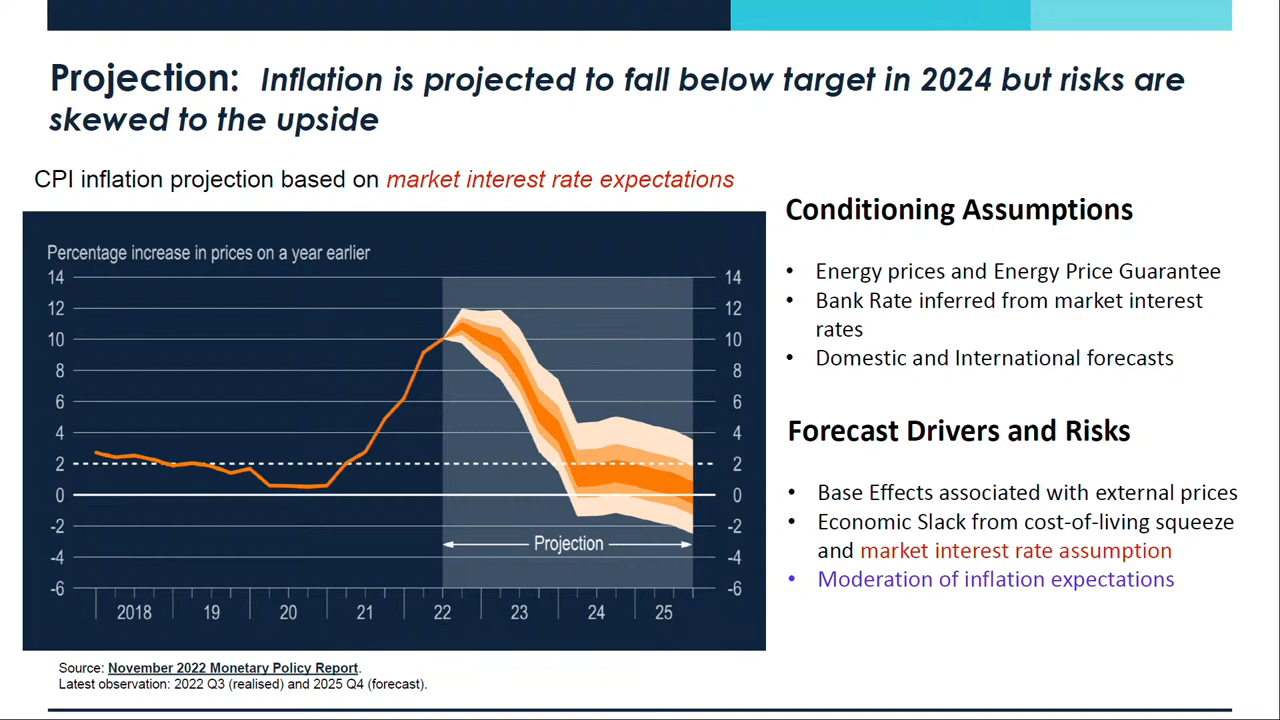 Projection: Inflation is projected to fall below target in 2024 but risks are
skewed to the upside
CPI inflation projection based on market interest rate expectations
Percentage increase in prices on a year earlier
14 14
12 12
10 10
8 8
6 6
4 4
2 2
0 0
-2 -2
Projection
-4 -4
-6 -6
2018 19 20 21 22 23 24 25
Source: November 2022 Monetary Policy Report.
Latest observation: 2022 Q3 (realised) and 2025 Q4 (forecast).
Conditioning Assumptions
• Energy prices and Energy Price Guarantee
• Bank Rate inferred from market interest
rates
• Domestic and International forecasts
Forecast Drivers and Risks
• Base Effects associated with external prices
• Economic Slack from cost-of-living squeeze
and market interest rate assumption
• Moderation of inflation expectations